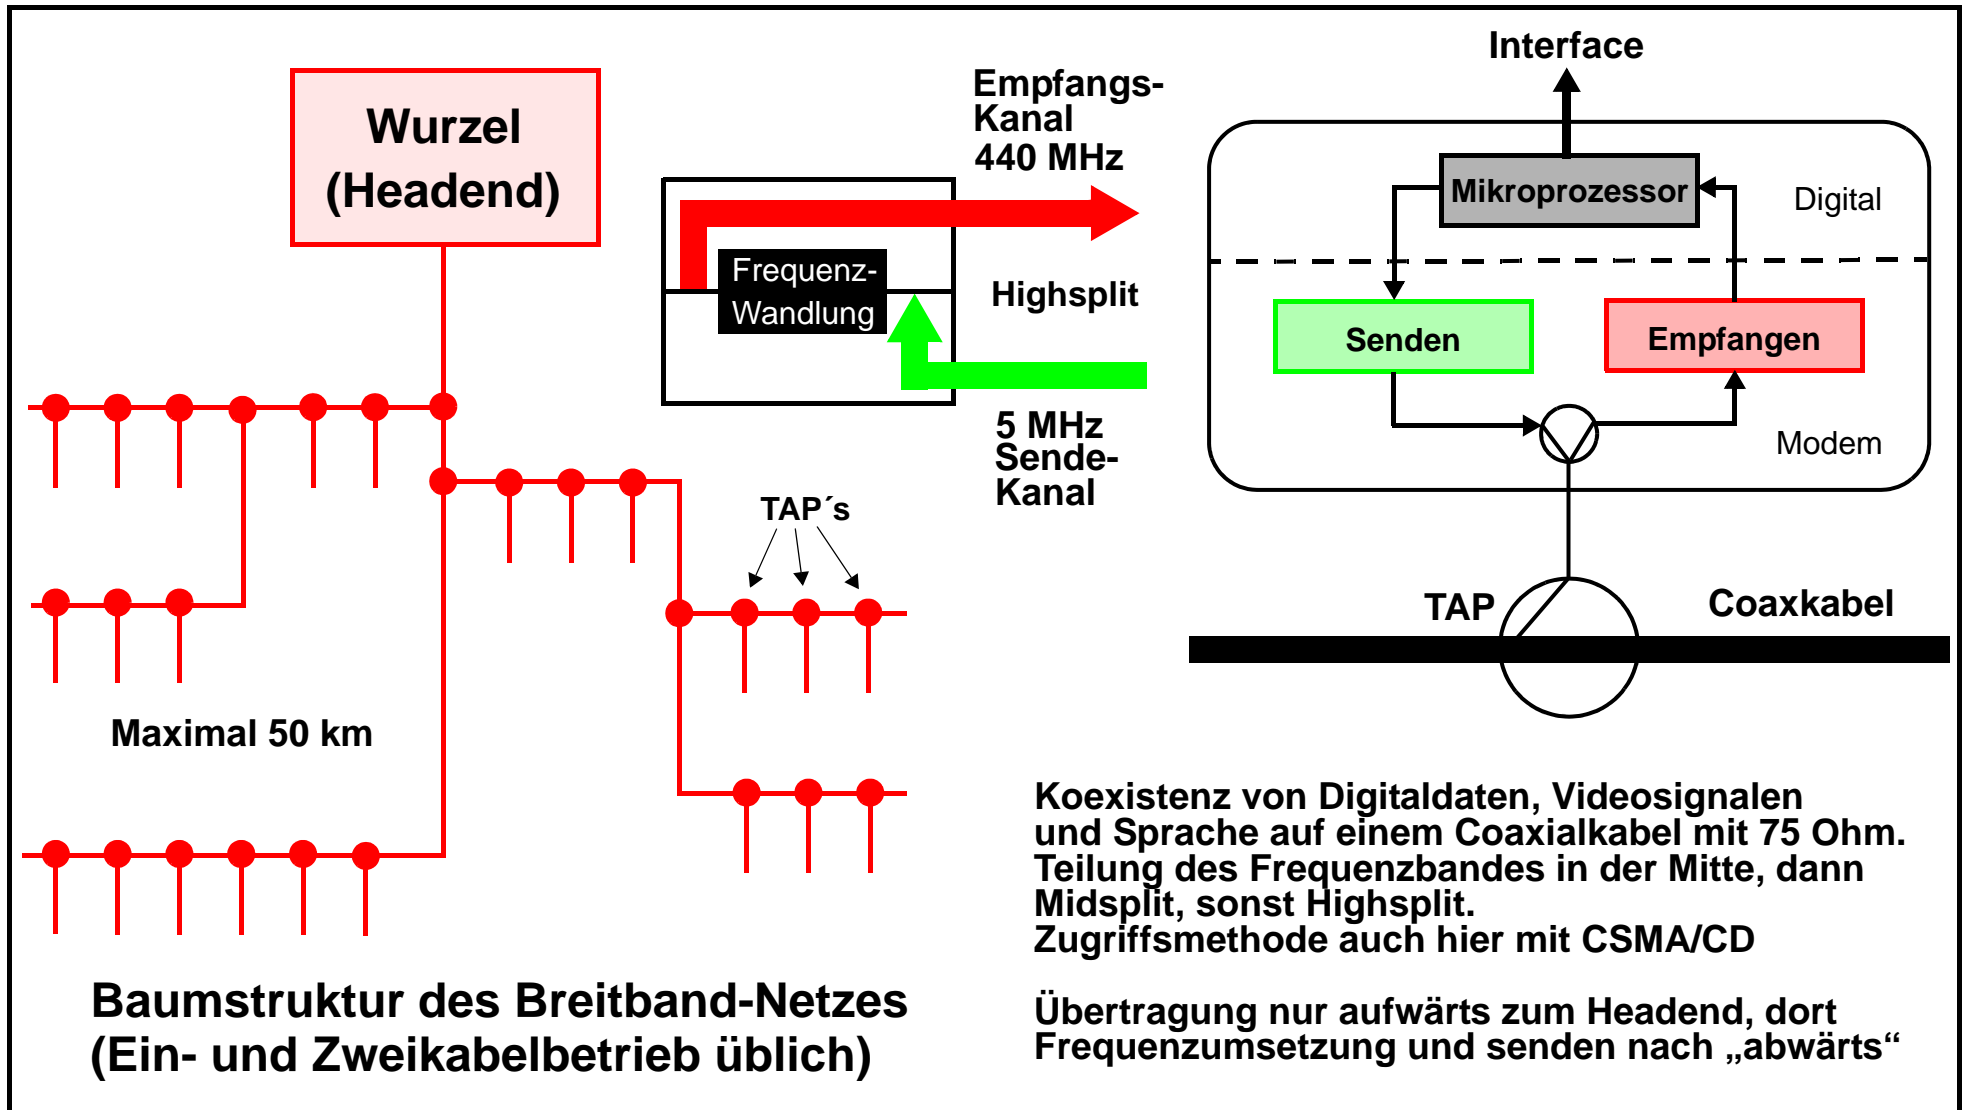 Wurzel
(Headend)
Empfangs-
Kanal
440 MHz
Frequenz-
Wandlung
Highsplit
5 MHz
Sende-
Kanal
Interface
Mikroprozessor
Digital
Senden
Empfangen
Modem
TAP
Coaxkabel
TAP´s
Maximal 50 km
Baumstruktur des Breitband-Netzes
(Ein- und Zweikabelbetrieb üblich)
Koexistenz von Digitaldaten, Videosignalen
und Sprache auf einem Coaxialkabel mit 75 Ohm.
Teilung des Frequenzbandes in der Mitte, dann
Midsplit, sonst Highsplit.
Zugriffsmethode auch hier mit CSMA/CD
Übertragung nur aufwärts zum Headend, dort
Frequenzumsetzung und senden nach „abwärts“